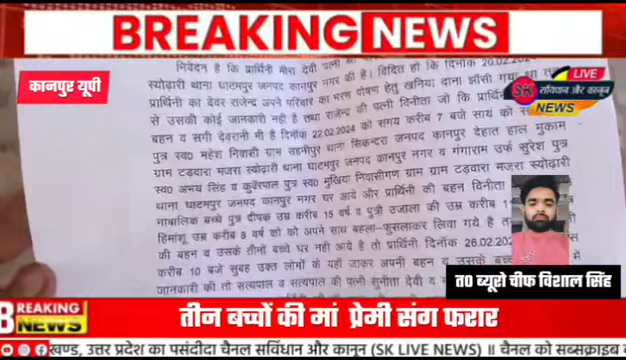 BREAKING NEWS
निवेदन है कि प्रार्थिनी मीरा देवी पत्नी
कानपुर यूपी
स्योढ़ारी थाना घाटमपुर जनपद कानपुर नगर की है। विदित हो कि दिनांक 20.02.
प्रार्थिनी का देवर राजेन्द्र अपने परिवार का भरण पोषण हेतु खनिया दाना झाँसी गया था
से उसकी कोई जानकारी नही है तथा राजेन्द्र की पत्नी विनीता जो कि प्रार्थिनी
बहन व सगी देवरानी भी है दिनांक 22.02.2024 को समय करीब 7 बजे सायं को
पुत्र स्व0 महेश निवासी ग्राम सहनीपुर थाना सिकन्दरा जनपद कानपुर देहात हाल मुकाम
ग्राम टड़वारा मजरा स्योढ़ारी थाना घाटमपुर जनपद कानपुर नगर व गंगाराम उर्फ सुरेश पुत्र
स्व0 अभय सिंह व कुवेरपाल पुत्र स्व0 मुखिया निवासीगण ग्राम ग्राम टड़वारा मजरा स्योढ़ारी
थाना घाटमपुर जनपद कानपुर नगर घर आये और प्रार्थिनी की बहन विनीता
नाबालिक बच्चे पुत्र दीपक उम्र करीब 15 वर्ष व पुत्री उजाला की उम्र करीब
हिमांशू उम्र करीब 8 वर्ष को को अपने साथ बहला-फुसलाकर लिवा गये है
की बहन व उसके तीनों बच्चे घर नही आये है तो प्रार्थिनी दिनाँक 26.02.202
करीब 10 बजे सुबह उक्त लोगों के यहाँ जाकर अपनी बहन व उसके
जानकारी की तो सत्यपाल व सत्यपाल की पत्नी सुनीता देवी व
LIVE
SK संविधान और कानून
NEWS
त0 ब्यूरो चीफ विशाल सिंह
BREAKING
NEWS
तीन बच्चों की मां प्रेमी संग फरार
खण्ड, उत्तर प्रदेश का पसंदीदा चैनल सविंधान और कानून (SK LIVE NEWS) || चैनल को सब्सक्राइब